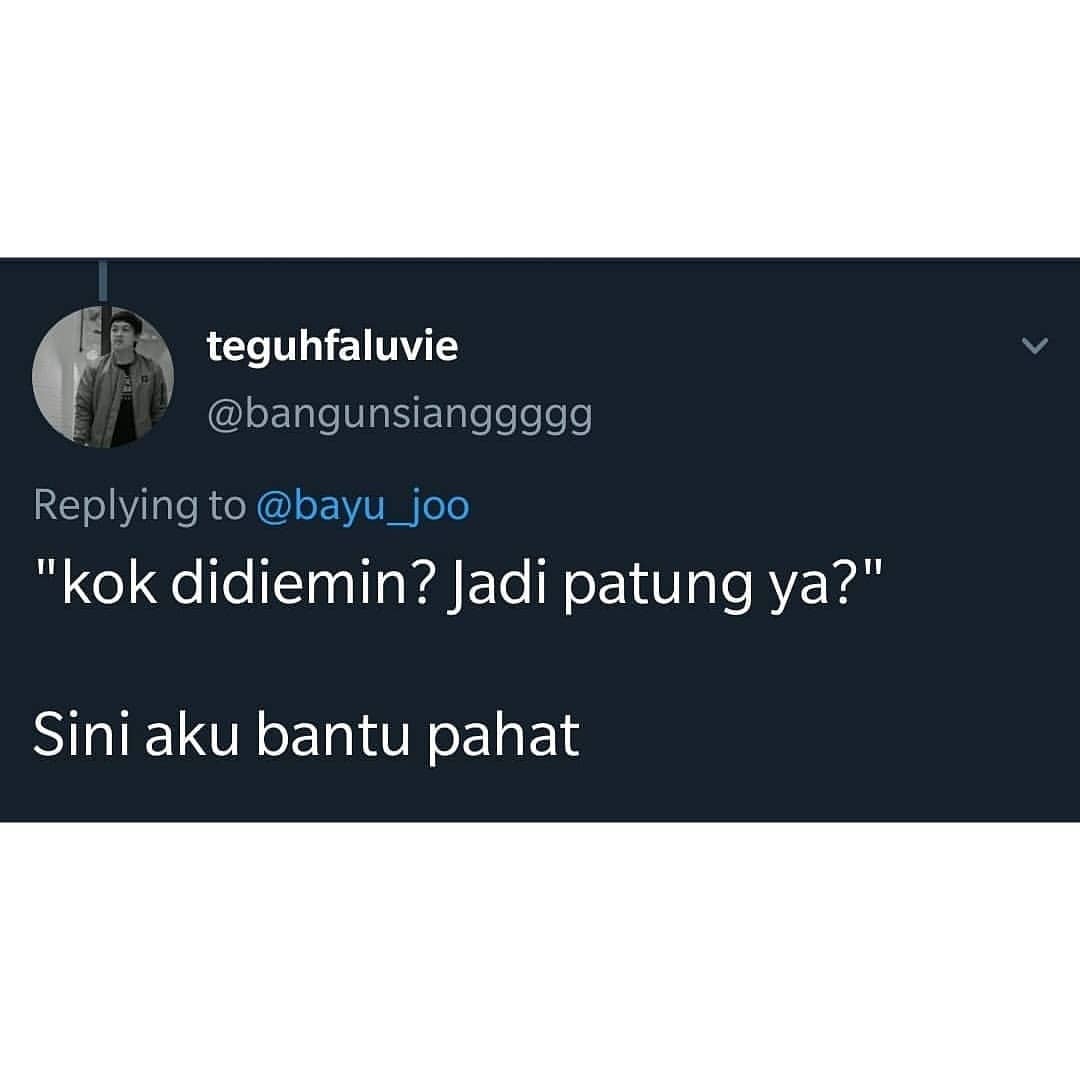 teguhfaluvie
@bangunsianggggg
Replying to @bayu_joo
"kok didiemin? Jadi patung ya?"
Sini aku bantu pahat